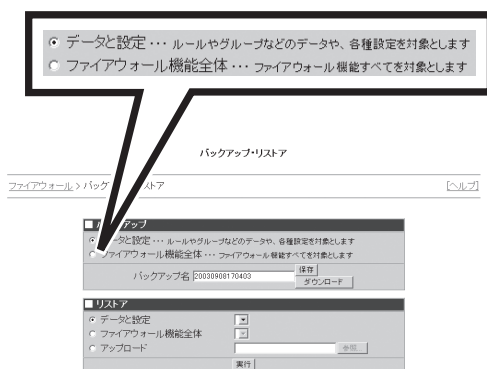 データと設定・・・ ルールやグループなどのデータや、各種設定を対象とします
ファイアウォール機能全体・・・ ファイアウォール機能すべてを対象とします
バックアップ・リストア
ファイアウォール > バックアップ・リストア
[ヘルプ]
バックアップ
データと設定・・・ ルールやグループなどのデータや、各種設定を対象とします
ファイアウォール機能全体・・・ ファイアウォール機能すべてを対象とします
バックアップ名 20030908170403 保存
ダウンロード
リストア
データと設定
ファイアウォール機能全体
アップロード 参照...
実行